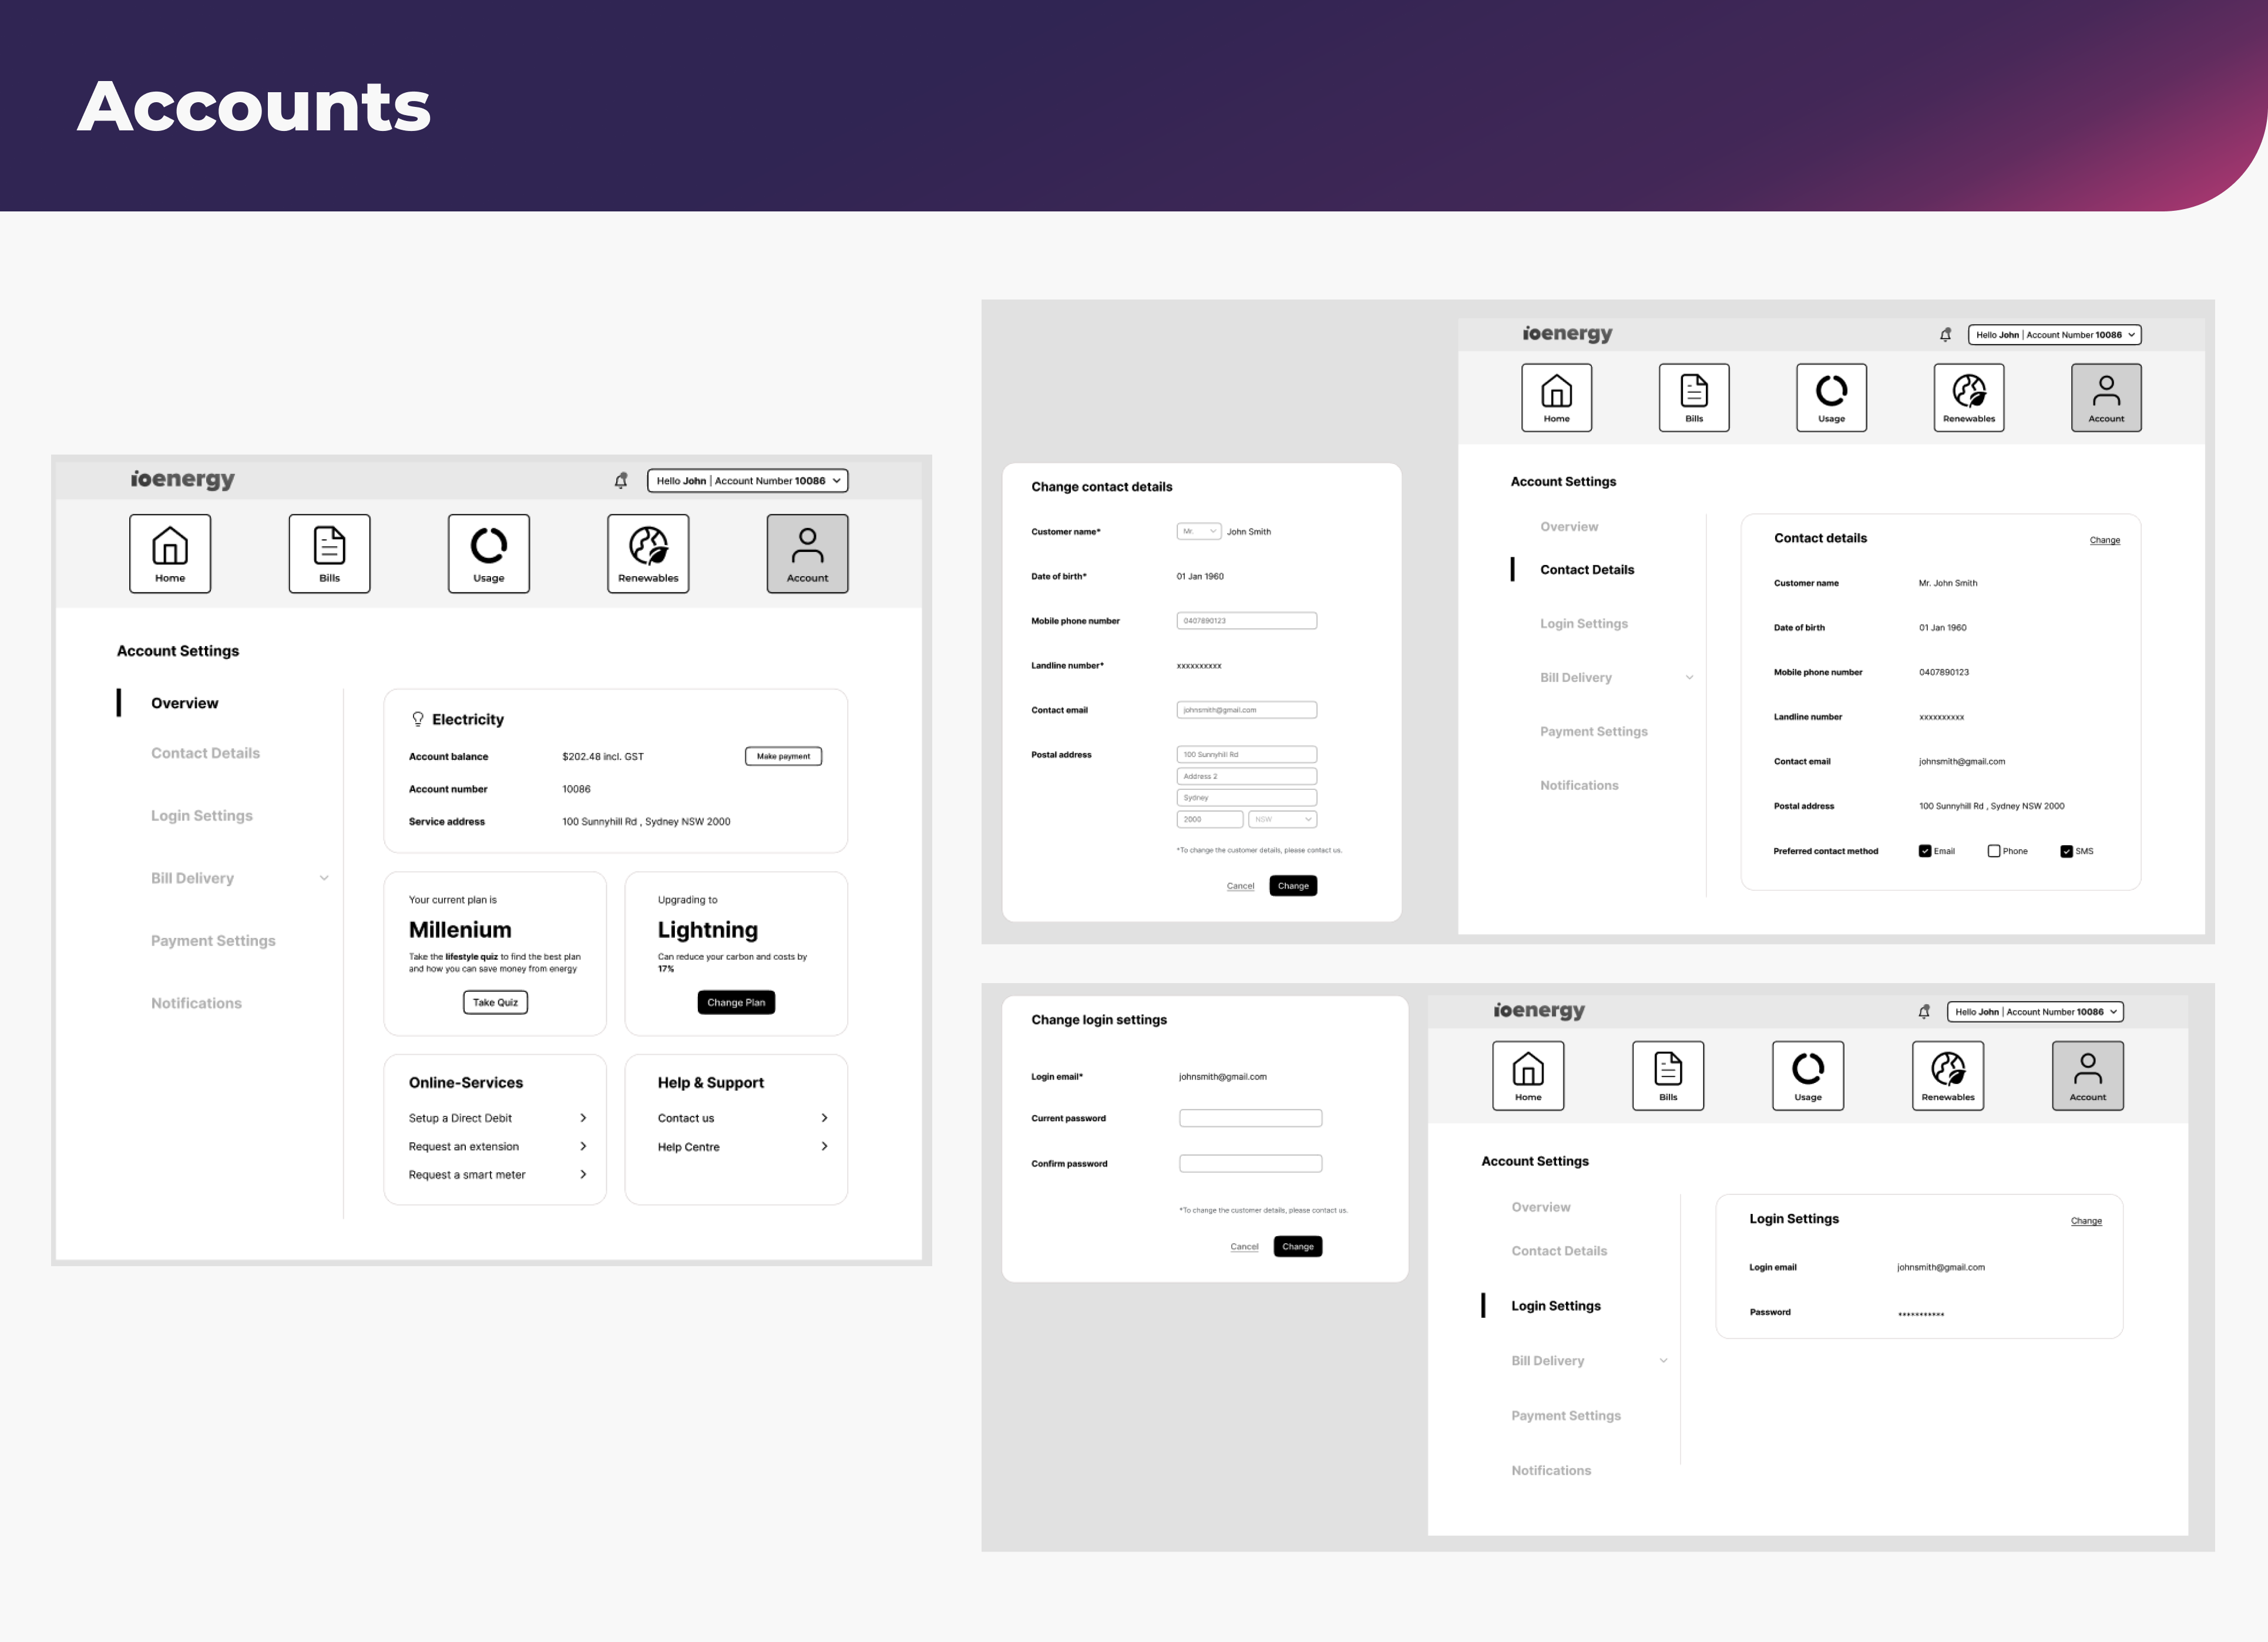 Accounts
ioenergy
Hello John | Account Number 10086
Home
Bills
Usage
Renewables
Account
Account Settings
Overview
Contact Details
Login Settings
Bill Delivery
Payment Settings
Notifications
Electricity
Account balance $202.48 incl. GST Make payment
Account number 10086
Service address 100 Sunnyhill Rd , Sydney NSW 2000
Your current plan is
Millenium
Take the lifestyle quiz to find the best plan
and how you can save money from energy
Take Quiz
Upgrading to
Lightning
Can reduce your carbon and costs by
17%
Change Plan
Online-Services
Setup a Direct Debit
Request an extension
Request a smart meter
Help & Support
Contact us
Help Centre
Change contact details
Customer name* Mr. John Smith
Date of birth* 01 Jan 1960
Mobile phone number 0407890123
Landline number* xxxxxxxxxx
Contact email johnsmith@gmail.com
Postal address 100 Sunnyhill Rd
Address 2
Sydney
2000 NSW
*To change the customer details, please contact us.
Cancel Change
ioenergy
Hello John | Account Number 10086
Home
Bills
Usage
Renewables
Account
Account Settings
Overview
Contact Details
Login Settings
Bill Delivery
Payment Settings
Notifications
Contact details Change
Customer name Mr. John Smith
Date of birth 01 Jan 1960
Mobile phone number 0407890123
Landline number xxxxxxxxxx
Contact email johnsmith@gmail.com
Postal address 100 Sunnyhill Rd , Sydney NSW 2000
Preferred contact method Email Phone SMS
Change login settings
Login email* johnsmith@gmail.com
Current password
Confirm password
*To change the customer details, please contact us.
Cancel Change
ioenergy
Hello John | Account Number 10086
Home
Bills
Usage
Renewables
Account
Account Settings
Overview
Contact Details
Login Settings
Bill Delivery
Payment Settings
Notifications
Login Settings Change
Login email johnsmith@gmail.com
Password ***********